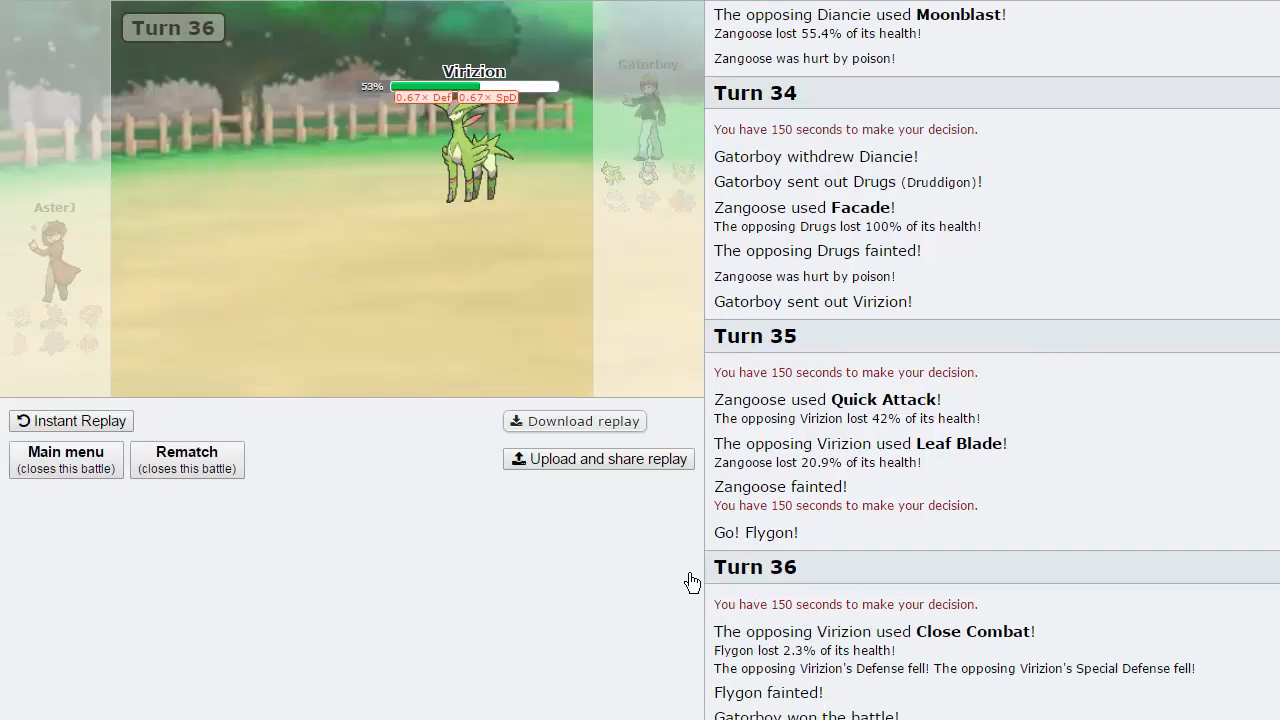 Turn 36
Virizion
53%
0.67× Def 0.67× SpD
Gatorboy
AsterJ
Instant Replay
Download replay
Main menu
(closes this battle)
Rematch
(closes this battle)
Upload and share replay
The opposing Diancie used Moonblast!
Zangoose lost 55.4% of its health!
Zangoose was hurt by poison!
Turn 34
You have 150 seconds to make your decision.
Gatorboy withdrew Diancie!
Gatorboy sent out Drugs (Druddigon)!
Zangoose used Facade!
The opposing Drugs lost 100% of its health!
The opposing Drugs fainted!
Zangoose was hurt by poison!
Gatorboy sent out Virizion!
Turn 35
You have 150 seconds to make your decision.
Zangoose used Quick Attack!
The opposing Virizion lost 42% of its health!
The opposing Virizion used Leaf Blade!
Zangoose lost 20.9% of its health!
Zangoose fainted!
You have 150 seconds to make your decision.
Go! Flygon!
Turn 36
You have 150 seconds to make your decision.
The opposing Virizion used Close Combat!
Flygon lost 2.3% of its health!
The opposing Virizion's Defense fell! The opposing Virizion's Special Defense fell!
Flygon fainted!
Gatorboy won the battle!